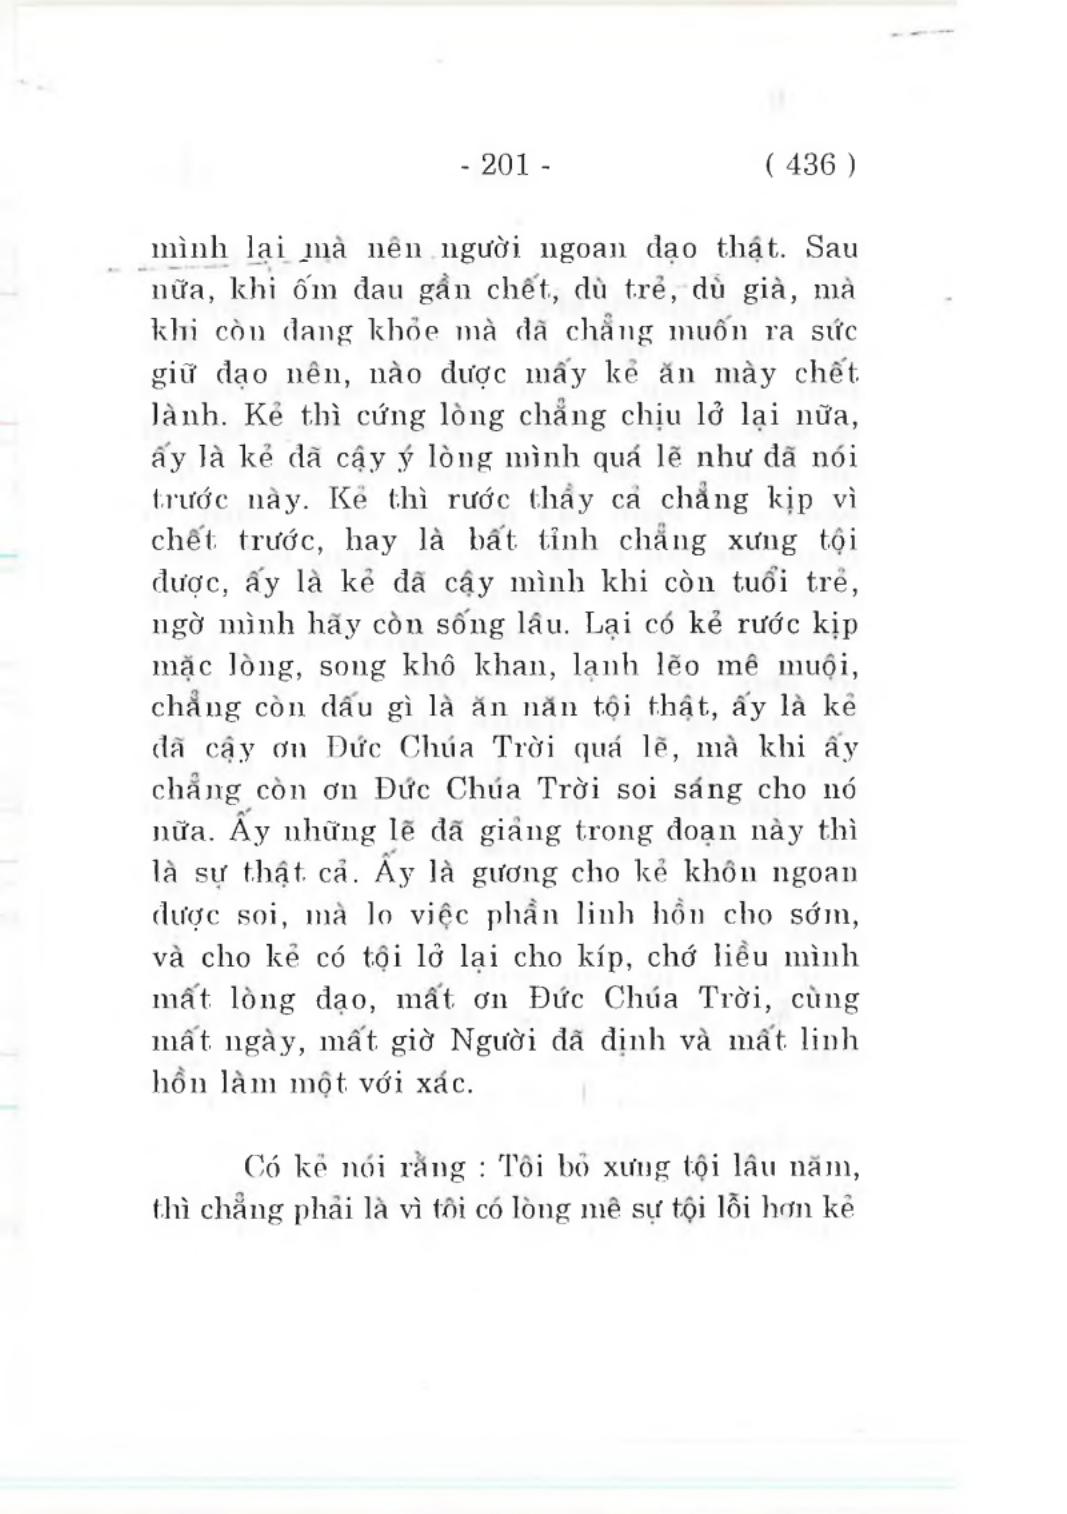 - 201 - ( 436 )
mình lại mà nên người ngoan đạo thật. Sau
nữa, khi ốm đau gần chết, dù trẻ, dù già, mà
khi còn đang khỏe mà đã chẳng muốn ra sức
giữ đạo nên, nào được mấy kẻ ăn mày chết
lành. Kẻ thì cứng lòng chẳng chịu lở lại nữa,
ấy là kẻ đã cậy ý lòng mình quá lẽ như đã nói
trước này. Kẻ thì rước thầy cả chẳng kịp vì
chết trước, hay là bất tỉnh chẳng xưng tội
được, ấy là kẻ đã cậy mình khi còn tuổi trẻ,
ngờ mình hãy còn sống lâu. Lại có kẻ rước kịp
mặc lòng, song khô khan, lạnh lẽo mê muội,
chẳng còn dấu gì là ăn năn tội thật, ấy là kẻ
đã cậy ơn Đức Chúa Trời quá lẽ, mà khi ấy
chẳng còn ơn Đức Chúa Trời soi sáng cho nó
nữa. Ấy những lẽ đã giảng trong đoạn này thì
là sự thật cả. Ấy là gương cho kẻ khôn ngoan
được soi, mà lo việc phần linh hồn cho sớm,
và cho kẻ có tội lở lại cho kíp, chớ liều mình
mất lòng đạo, mất ơn Đức Chúa Trời, cùng
mất ngày, mất giờ Người đã định và mất linh
hồn làm một với xác.
Có kẻ nói rằng : Tôi bỏ xưng tội lâu năm,
thì chẳng phải là vì tôi có lòng mê sự tội lỗi hơn kẻ